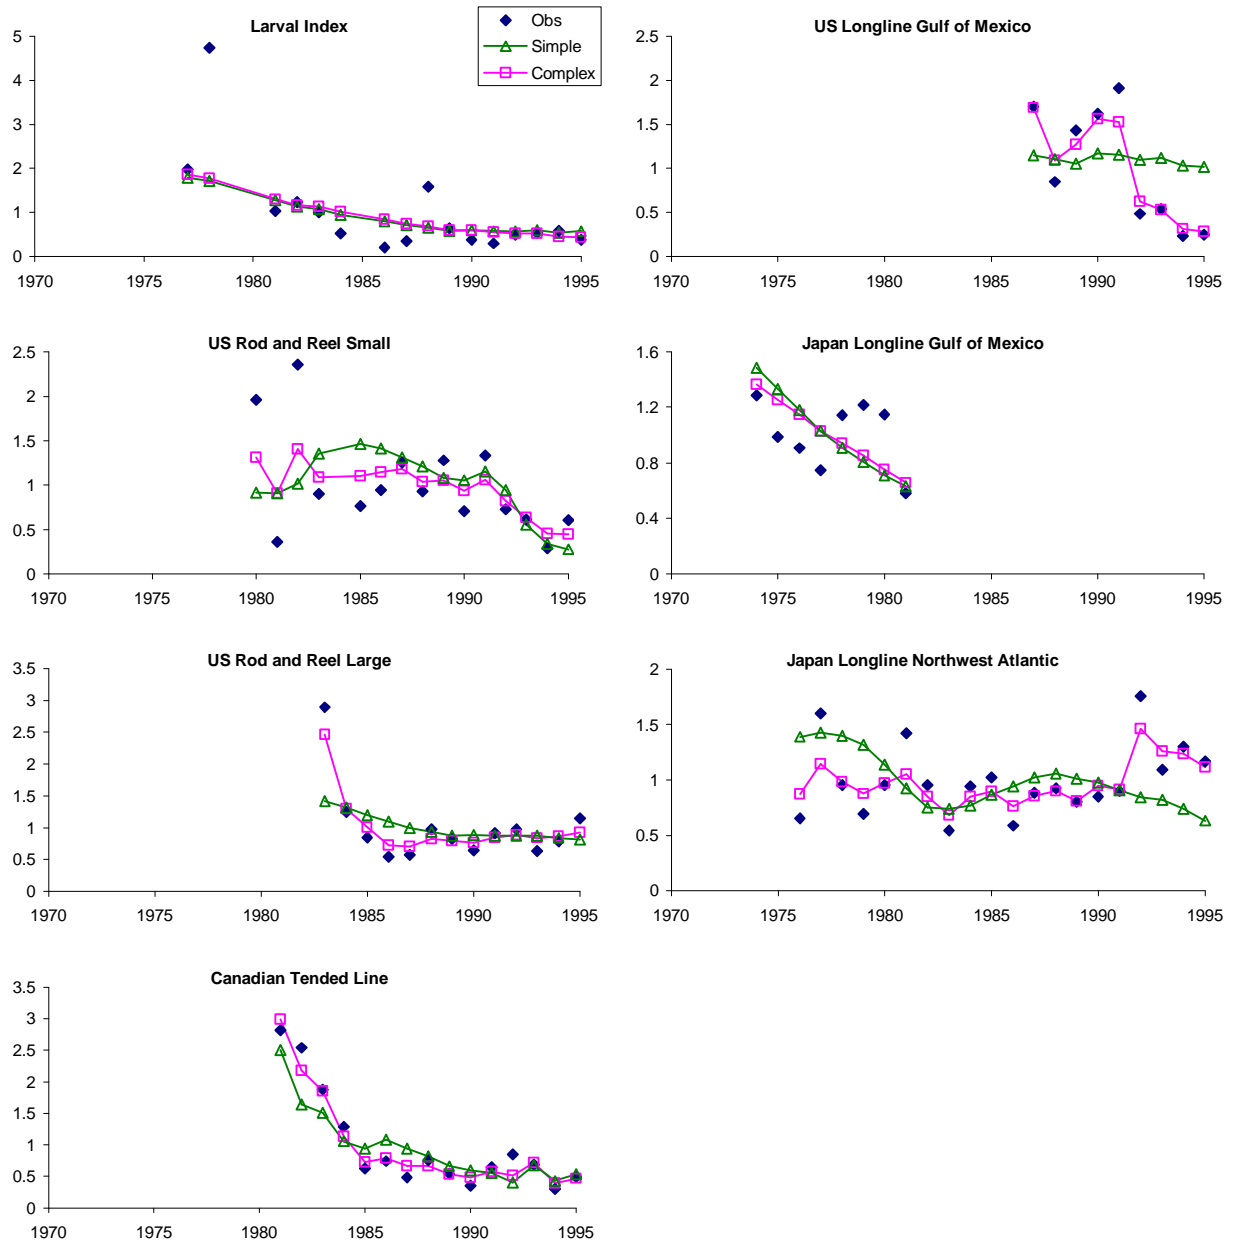 Larval Index
Obs
Simple
Complex
5
4
3
2
1
0
1970 1975 1980 1985 1990 1995
US Longline Gulf of Mexico
2.5
2
1.5
1
0.5
0
1970 1975 1980 1985 1990 1995
US Rod and Reel Small
2.5
2
1.5
1
0.5
0
1970 1975 1980 1985 1990 1995
Japan Longline Gulf of Mexico
1.6
1.2
0.8
0.4
0
1970 1975 1980 1985 1990 1995
US Rod and Reel Large
3.5
3
2.5
2
1.5
1
0.5
0
1970 1975 1980 1985 1990 1995
Japan Longline Northwest Atlantic
2
1.5
1
0.5
0
1970 1975 1980 1985 1990 1995
Canadian Tended Line
3.5
3
2.5
2
1.5
1
0.5
0
1970 1975 1980 1985 1990 1995